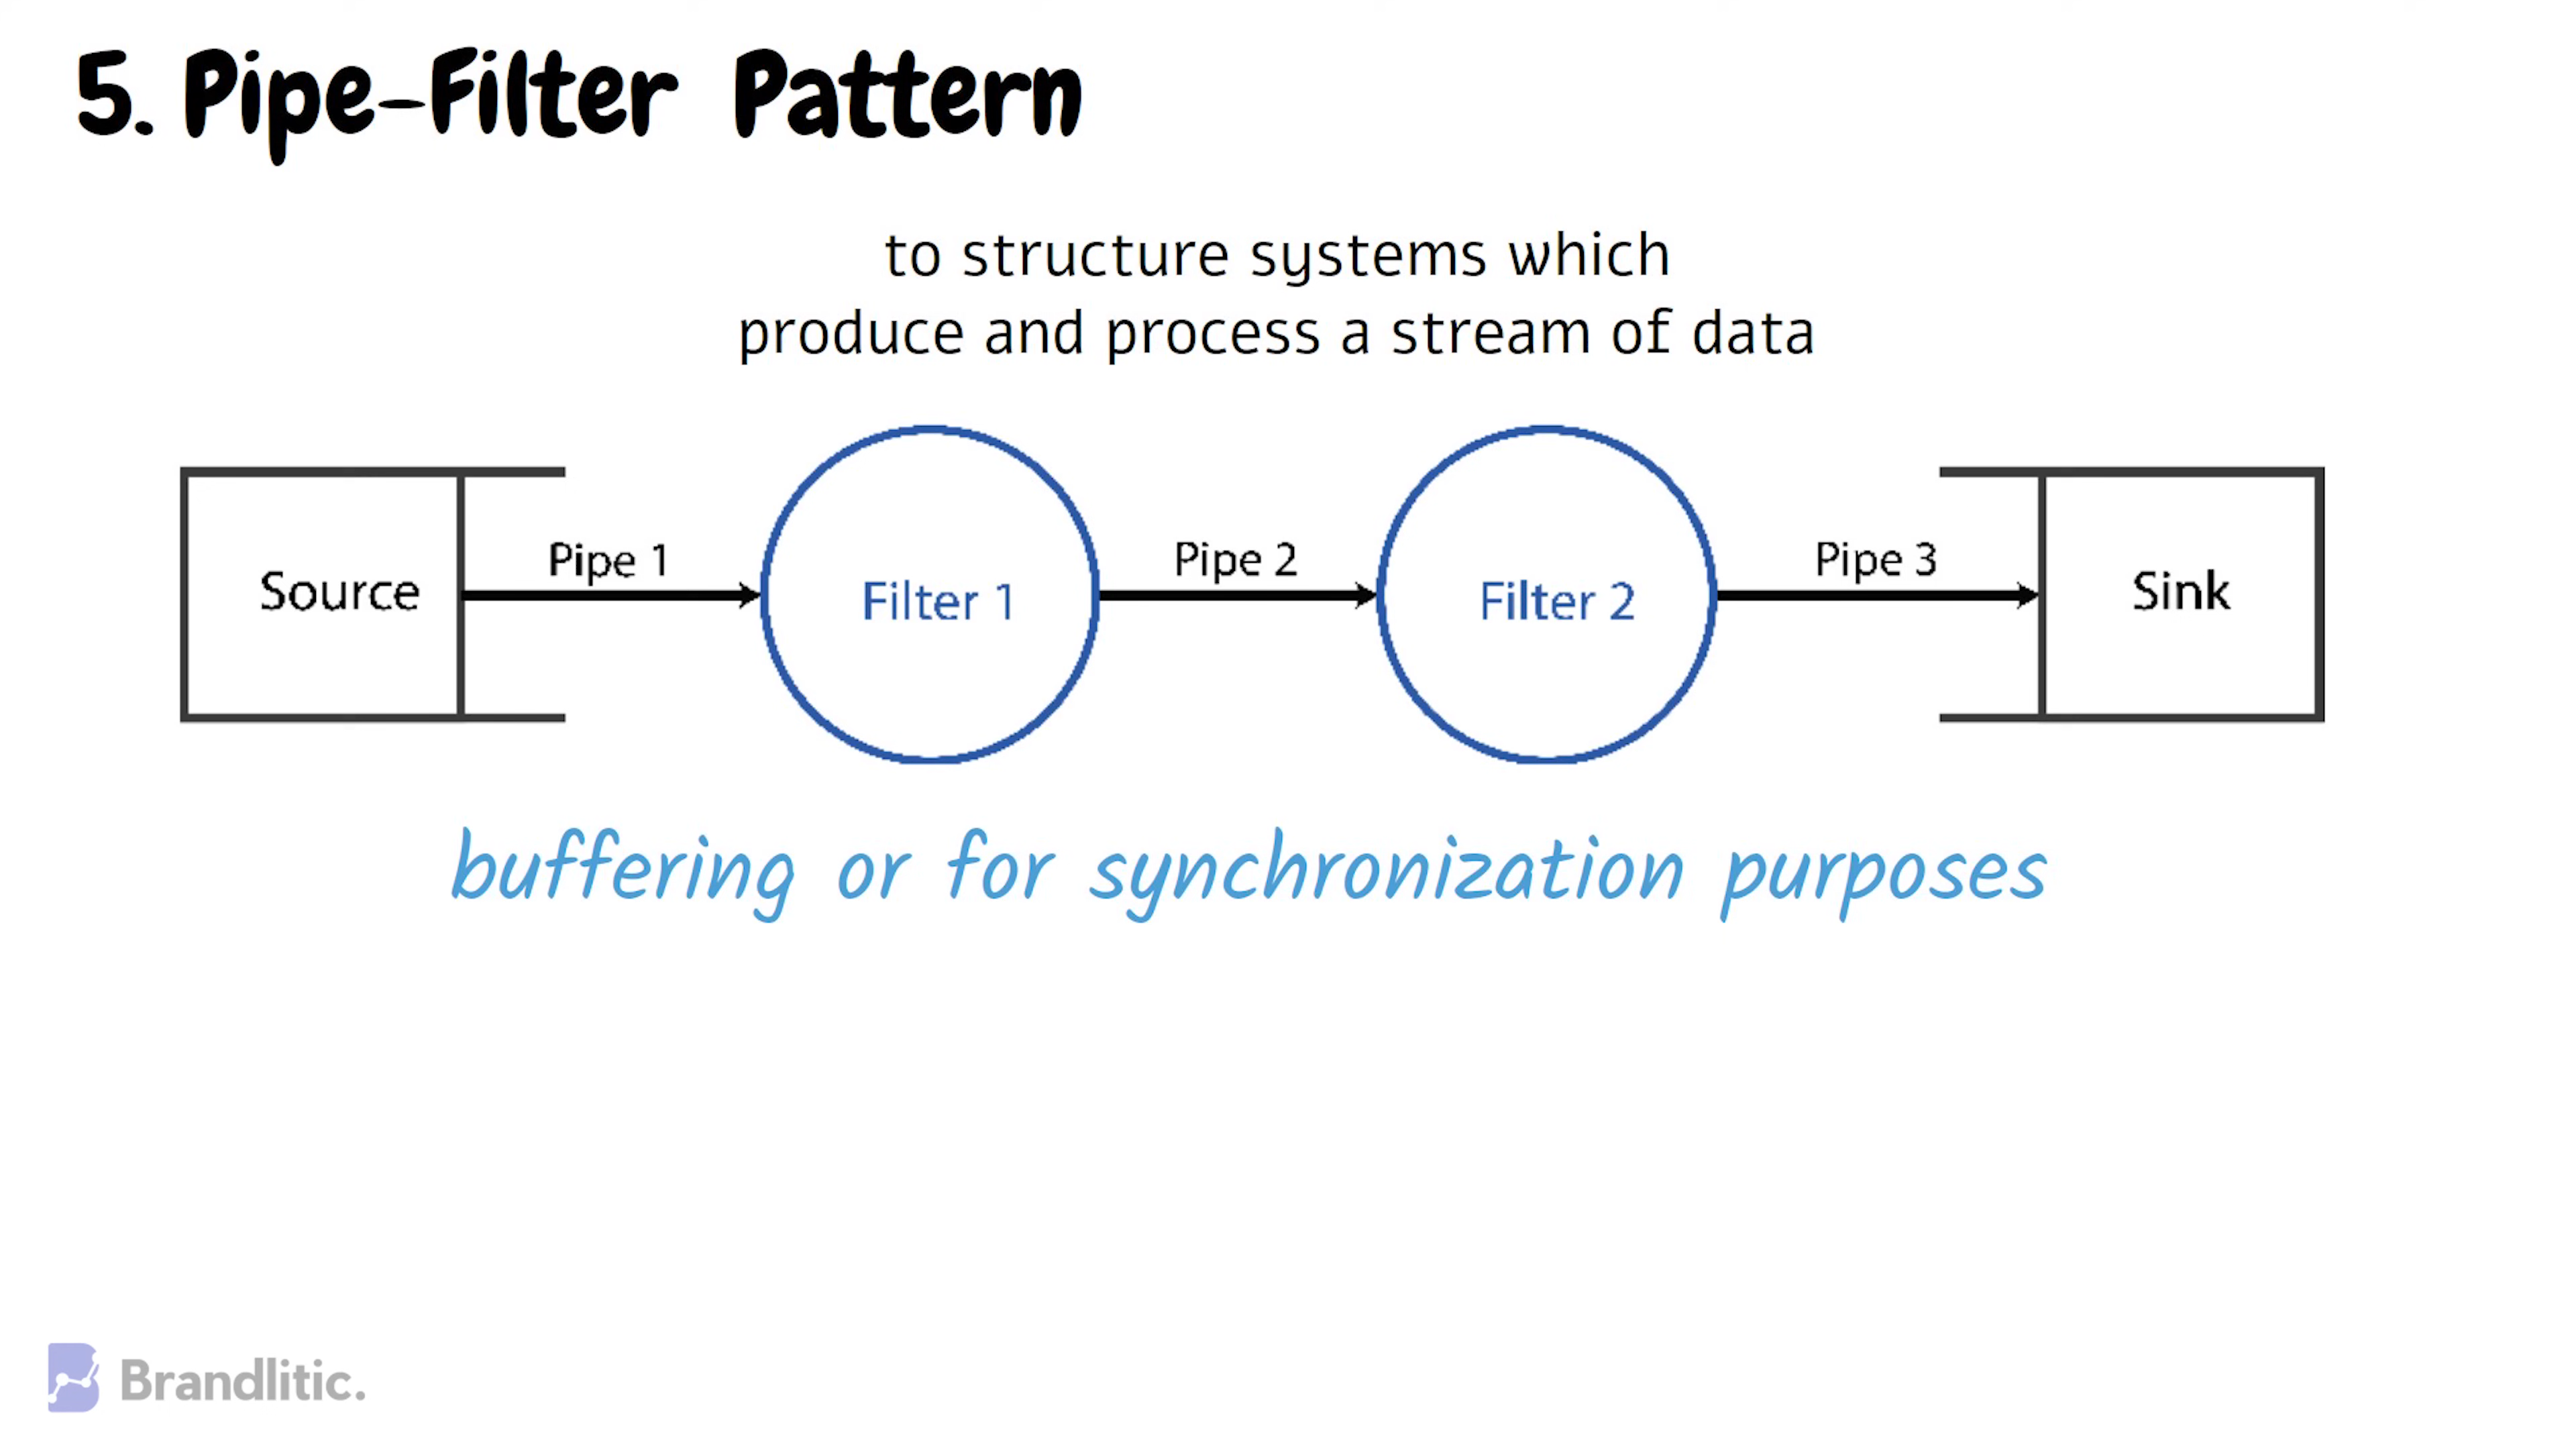 5. Pipe-Filter Pattern
to structure systems which
produce and process a stream of data
Source
Pipe 1
Filter 1
Pipe 2
Filter 2
Pipe 3
Sink
buffering or for synchronization purposes
Brandlitic.